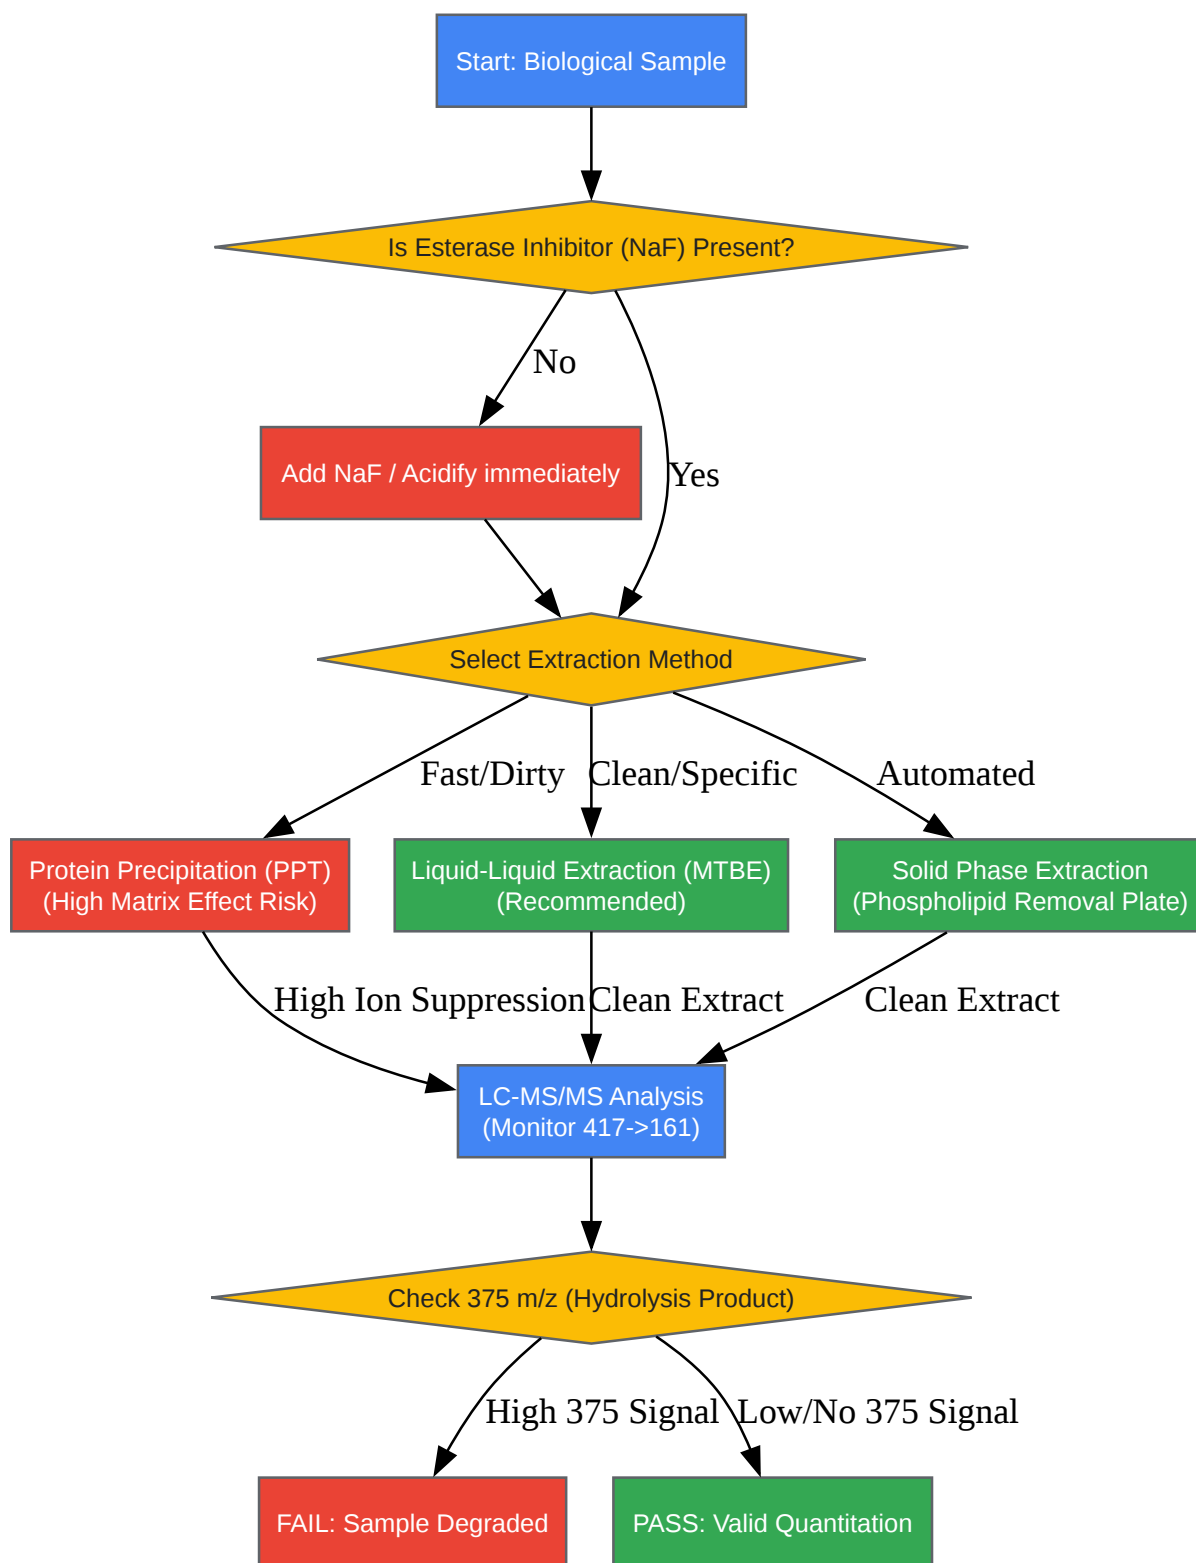 Start: Biological Sample
Is Esterase Inhibitor (NaF) Present?
No
Add NaF / Acidify immediately
Yes
Select Extraction Method
Fast/Dirty
Clean/Specific
Automated
Protein Precipitation (PPT)
(High Matrix Effect Risk)
Liquid-Liquid Extraction (MTBE)
(Recommended)
Solid Phase Extraction
(Phospholipid Removal Plate)
High Ion Suppression
Clean Extract
Clean Extract
LC-MS/MS Analysis
(Monitor 417->161)
Check 375 m/z (Hydrolysis Product)
High 375 Signal
Low/No 375 Signal
FAIL: Sample Degraded
PASS: Valid Quantitation